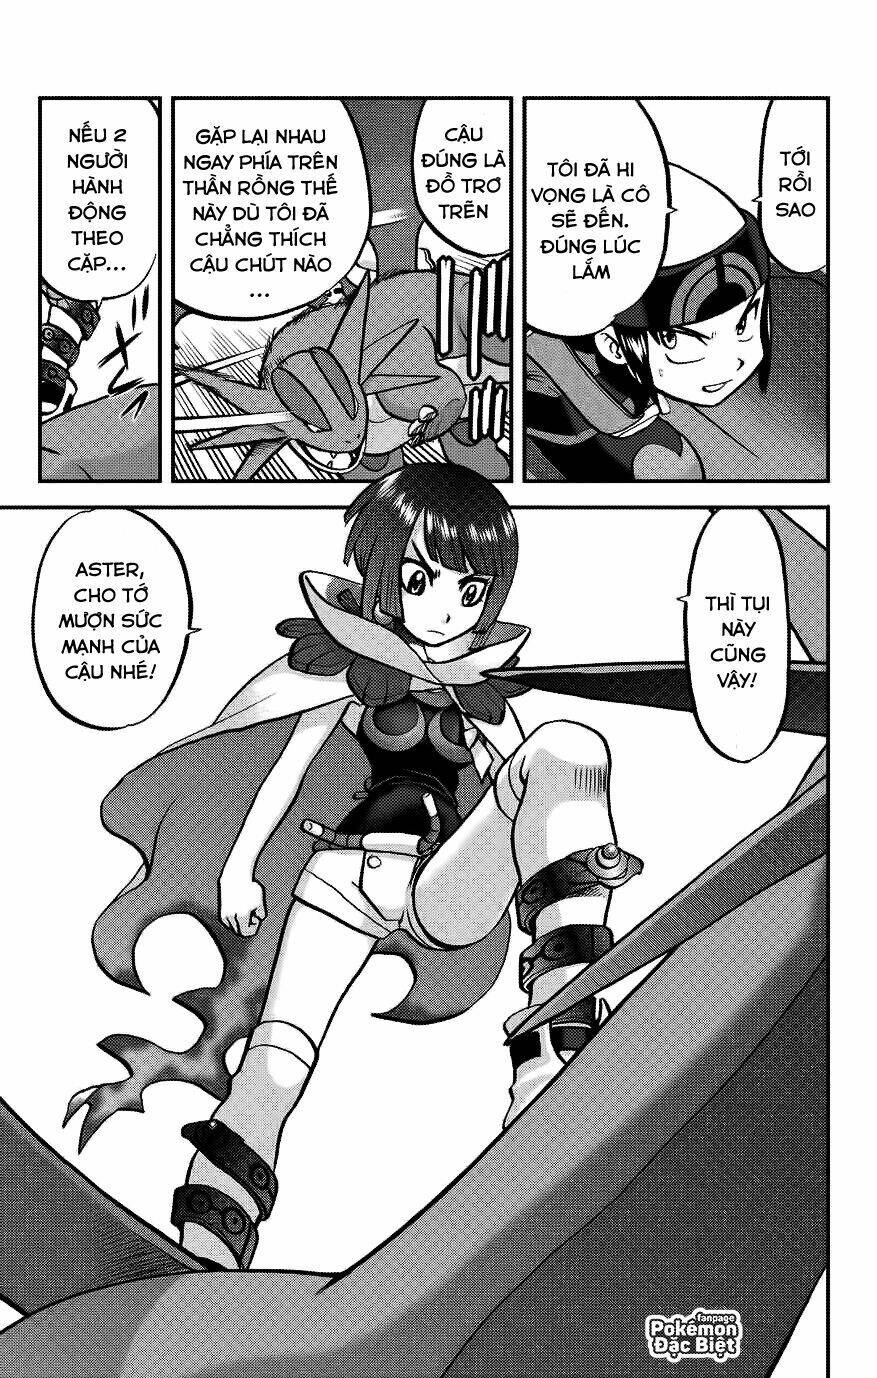 TỚI
RỒI
SAO
TÔI ĐÃ HI
VỌNG LÀ CÔ
SẼ ĐẾN.
ĐÚNG LÚC
LẮM
CẬU
ĐÚNG LÀ
ĐỒ TRƠ
TRẼN
GẶP LẠI NHAU
NGAY PHÍA TRÊN
THẦN RỒNG THẾ
NÀY DÙ TÔI ĐÃ
CHẲNG THÍCH
CẬU CHÚT NÀO
...
NẾU 2
NGƯỜI
HÀNH
ĐỘNG
THEO
CẶP...
THÌ TỤI
NÀY
CŨNG
VẬY!
ASTER,
CHO TỚ
MƯỢN SỨC
MẠNH CỦA
CẬU NHÉ!
fanpage
Pokémon
Đặc Biệt